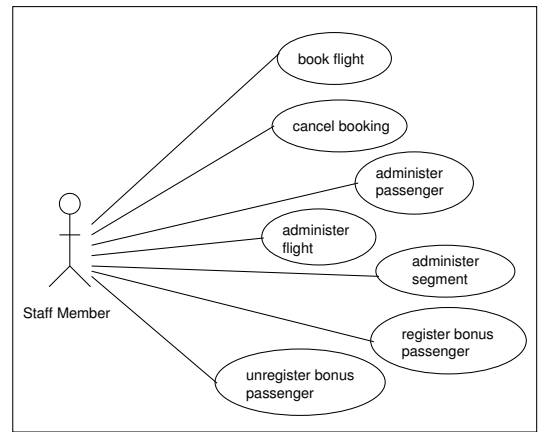 book flight
cancel booking
administer
passenger
administer
flight
administer
segment
Staff Member
register bonus
passenger
unregister bonus
passenger